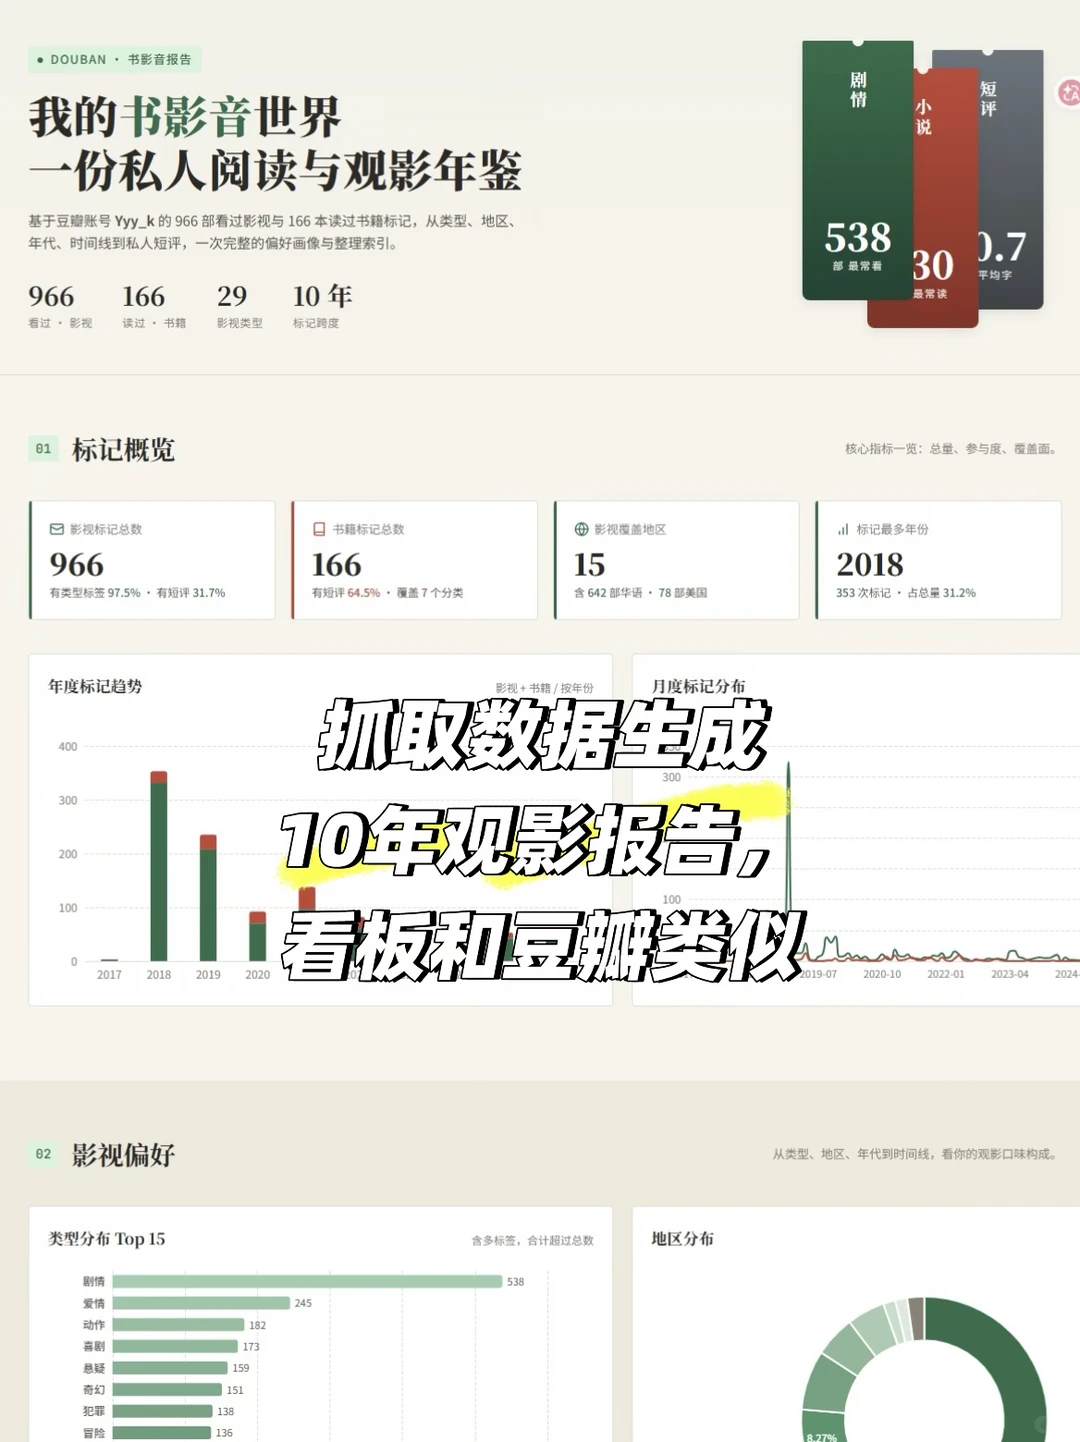 DOUBAN · 书影音报告
我的书影音世界
一份私人阅读与观影年鉴
基于豆瓣账号 Yyy_k 的 966 部看过影视与 166 本读过书籍标记，从类型、地区、
年代、时间线到私人短评，一次完整的偏好画像与整理索引。
966
看过 · 影视
166
读过 · 书籍
29
影视类型
10 年
标记跨度
剧情
538
部 最常看
小说
30
最常读
短评
0.7
平均字
01 标记概览
核心指标一览：总量、参与度、覆盖面。
影视标记总数
966
有类型标签 97.5% · 有短评 31.7%
书籍标记总数
166
有短评 64.5% · 覆盖 7 个分类
影视覆盖地区
15
含 642 部华语 · 78 部美国
标记最多年份
2018
353 次标记 · 占总量 31.2%
年度标记趋势
影视 + 书籍 / 按年份
400
300
200
100
0
2017 2018 2019 2020
月度标记分布
300
100
2019-07 2020-10 2022-01 2023-04 2024-
抓取数据生成
10年观影报告，
看板和豆瓣类似
02 影视偏好
从类型、地区、年代到时间线，看你的观影口味构成。
类型分布 Top 15
含多标签，合计超过总数
剧情 538
爱情 245
动作 182
喜剧 173
悬疑 159
奇幻 151
犯罪 138
冒险 136
地区分布
8.27%